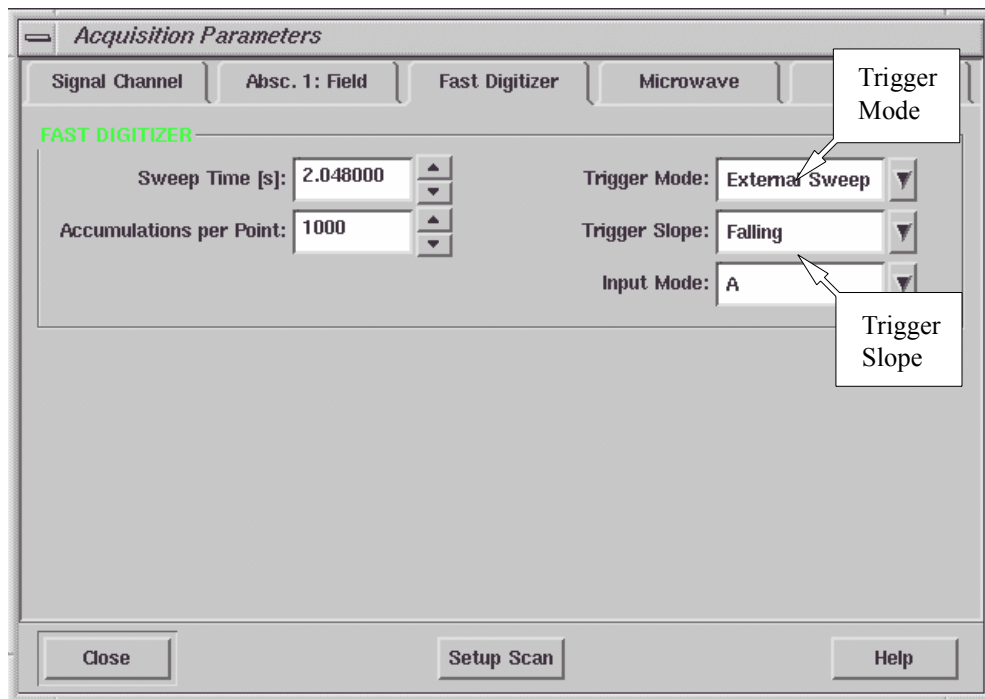 Acquisition Parameters
Signal Channel
Absc. 1: Field
Fast Digitizer
Microwave
Trigger
Mode
FAST DIGITIZER
Sweep Time [s]: 2.048000
Trigger Mode: External Sweep
Accumulations per Point: 1000
Trigger Slope: Falling
Input Mode: A
Trigger
Slope
Close
Setup Scan
Help